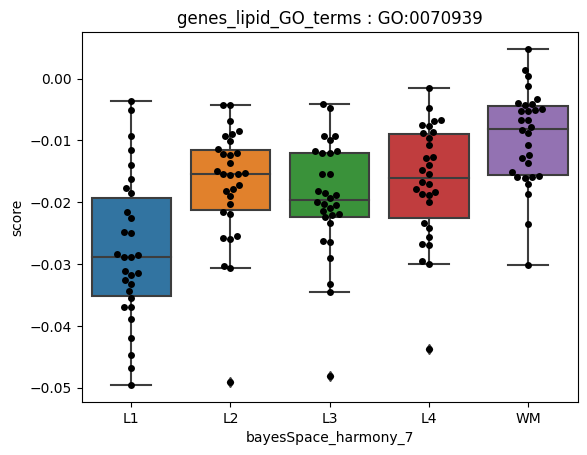 genes_lipid_GO_terms : GO:0070939
0.00
−0.01
−0.02
−0.03
−0.04
−0.05
score
L1 L2 L3 L4 WM
bayesSpace_harmony_7